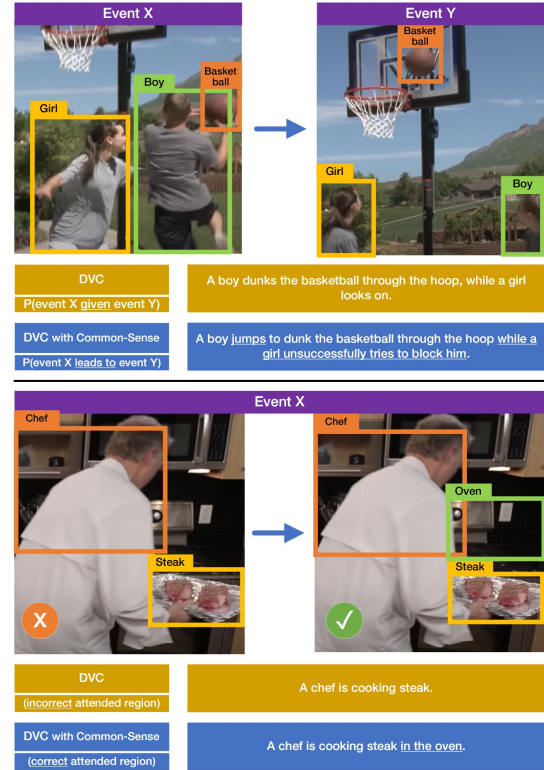 Event X
Event Y
Girl
Boy
Basket
ball
Basket
ball
Girl
Boy
DVC
P(event X given event Y)
A boy dunks the basketball through the hoop, while a girl
looks on.
DVC with Common-Sense
P(event X leads to event Y)
A boy jumps to dunk the basketball through the hoop while a
girl unsuccessfully tries to block him.
Event X
Chef
Steak
X
Chef
Oven
Steak
✓
DVC
(incorrect attended region)
A chef is cooking steak.
DVC with Common-Sense
(correct attended region)
A chef is cooking steak in the oven.